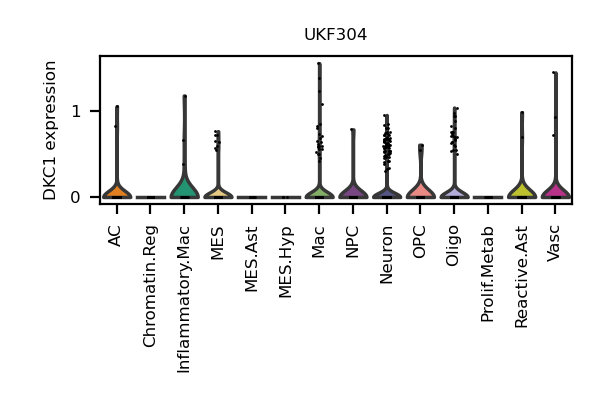 UKF304
DKC1 expression
1
0
AC
Chromatin.Reg
Inflammatory.Mac
MES
MES.Ast
MES.Hyp
Mac
NPC
Neuron
OPC
Oligo
Prolif.Metab
Reactive.Ast
Vasc